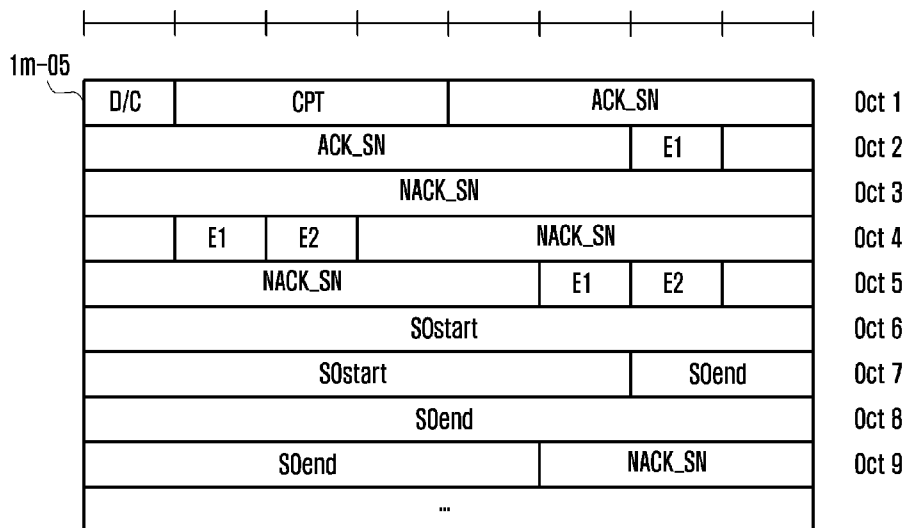 1m-05
D/C CPT ACK_SN Oct 1
ACK_SN E1 Oct 2
NACK_SN Oct 3
E1 E2 NACK_SN Oct 4
NACK_SN E1 E2 Oct 5
SOstart Oct 6
SOstart SOend Oct 7
SOend Oct 8
SOend NACK_SN Oct 9
...